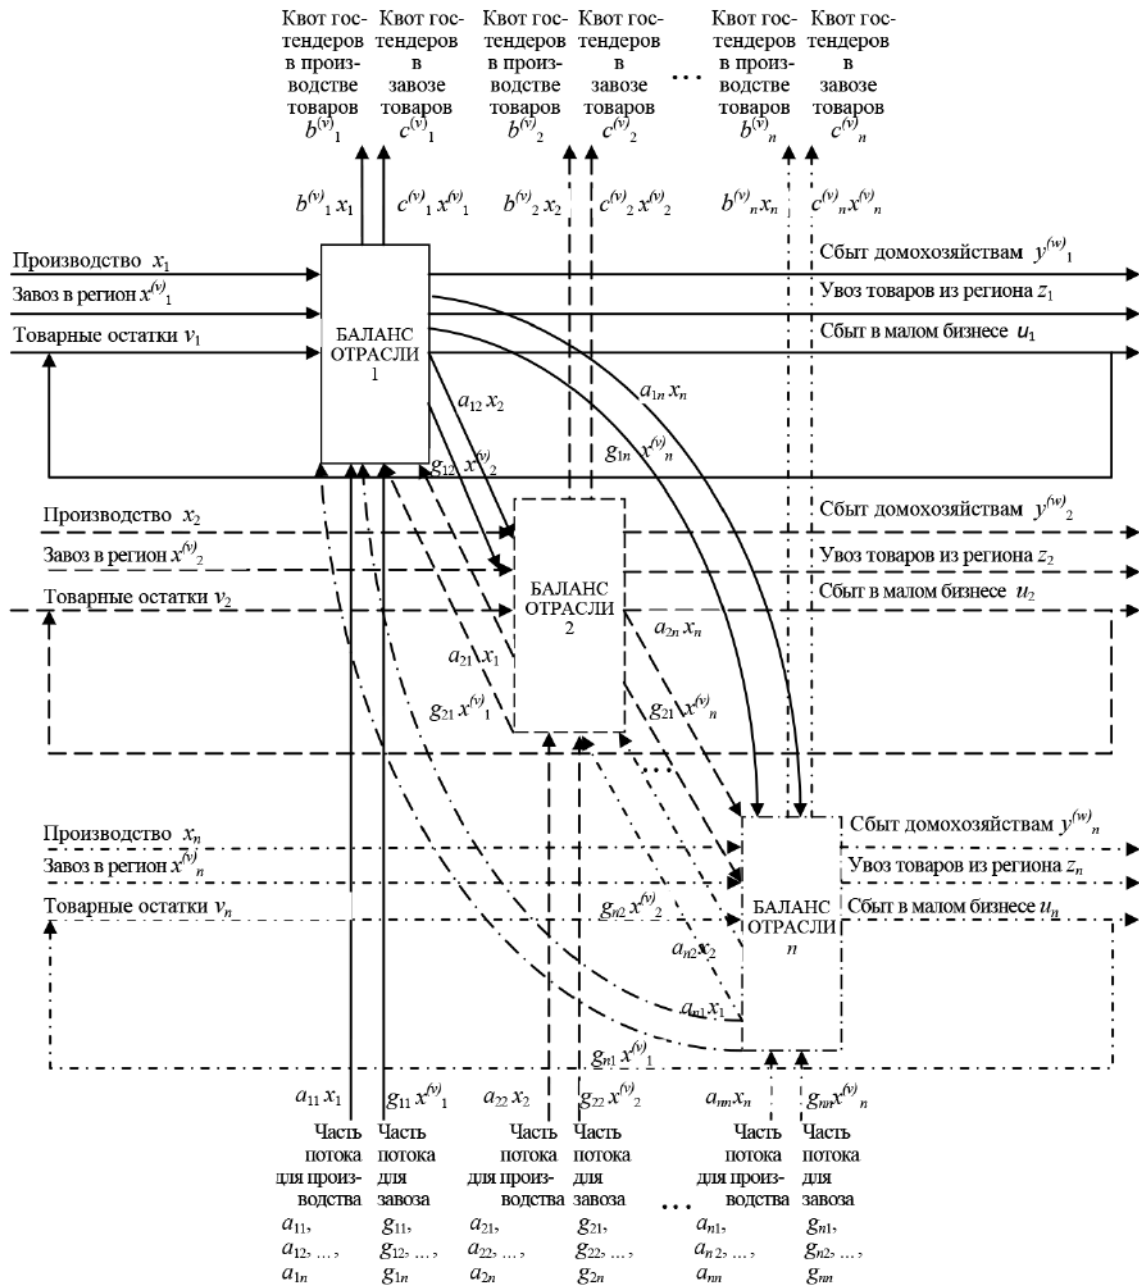 Квот гос-
тендеров
в произ-
водстве
товаров
b^(v)_1
Квот гос-
тендеров
в
завозе
товаров
c^(v)_1
Квот гос-
тендеров
в произ-
водстве
товаров
b^(v)_2
Квот гос-
тендеров
в
завозе
товаров
c^(v)_2
...
Квот гос-
тендеров
в произ-
водстве
товаров
b^(v)_n
Квот гос-
тендеров
в
завозе
товаров
c^(v)_n
b^(v)_1 x_1
c^(v)_1 x^(v)_1
b^(v)_2 x_2
c^(v)_2 x^(v)_2
b^(v)_n x_n
c^(v)_n x^(v)_n
Производство x_1
Завоз в регион x^(v)_1
Товарные остатки v_1
БАЛАНС
ОТРАСЛИ
1
Сбыт домохозяйствам y^(w)_1
Увоз товаров из региона z_1
Сбыт в малом бизнесе u_1
a_12 x_2
g_12 x^(v)_2
a_1n x_n
g_1n x^(v)_n
Производство x_2
Завоз в регион x^(v)_2
Товарные остатки v_2
БАЛАНС
ОТРАСЛИ
2
Сбыт домохозяйствам y^(w)_2
Увоз товаров из региона z_2
Сбыт в малом бизнесе u_2
a_21 x_1
g_21 x^(v)_1
a_2n x_n
g_21 x^(v)_n
...
Производство x_n
Завоз в регион x^(v)_n
Товарные остатки v_n
БАЛАНС
ОТРАСЛИ
n
Сбыт домохозяйствам y^(w)_n
Увоз товаров из региона z_n
Сбыт в малом бизнесе u_n
g_n2 x^(v)_2
a_n2 x_2
a_n1 x_1
g_n1 x^(v)_1
a_11 x_1
g_11 x^(v)_1
a_22 x_2
g_22 x^(v)_2
a_nn x_n
g_nn x^(v)_n
Часть
потока
для произ-
водства
a_11,
a_12, ...,
a_1n
Часть
потока
для
завоза
g_11,
g_12, ...,
g_1n
Часть
потока
для произ-
водства
a_21,
a_22, ...,
a_2n
Часть
потока
для
завоза
g_21,
g_22, ...,
g_2n
...
Часть
потока
для произ-
водства
a_n1,
a_n2, ...,
a_nn
Часть
потока
для
завоза
g_n1,
g_n2, ...,
g_nn